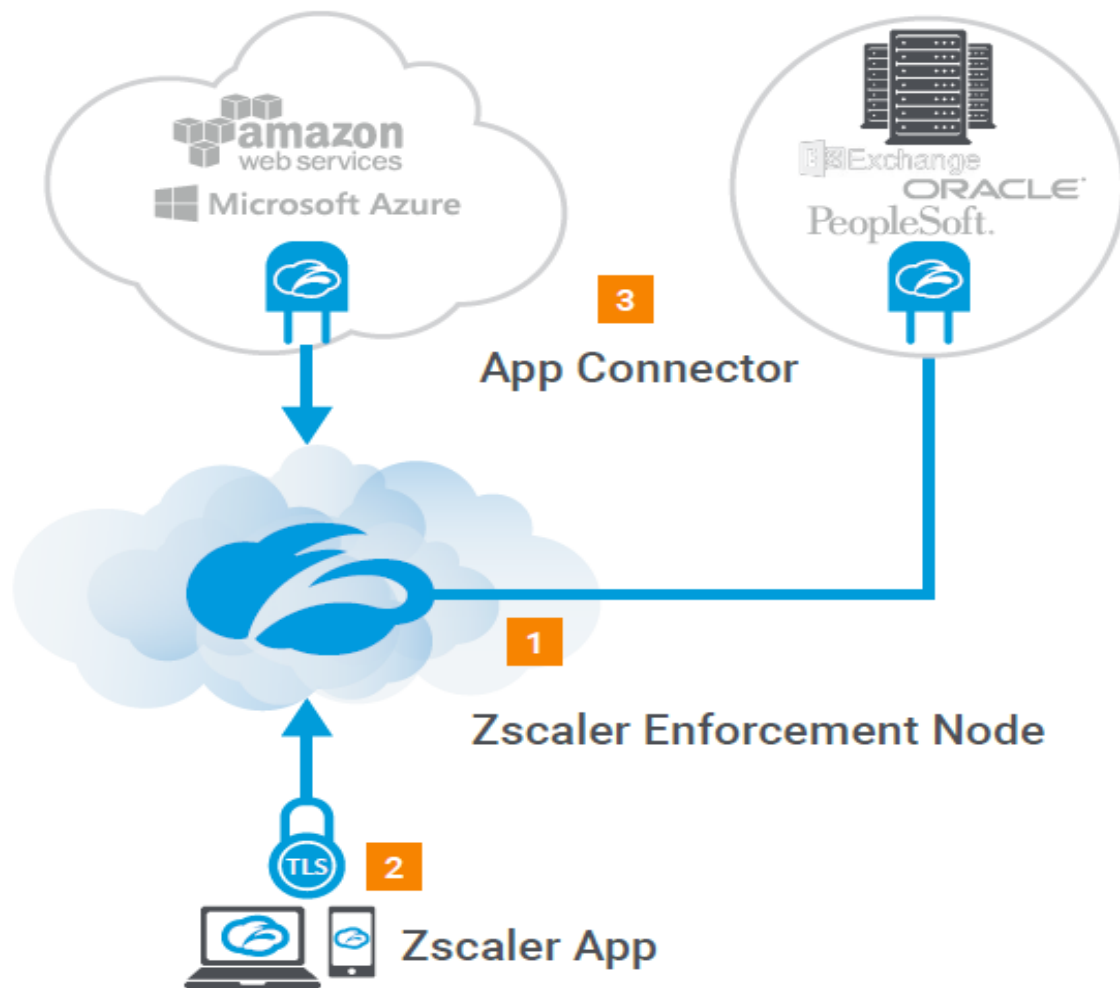 amazon
web services
Microsoft Azure
Exchange
ORACLE
PeopleSoft.
3
App Connector
1
Zscaler Enforcement Node
TLS
2
Zscaler App